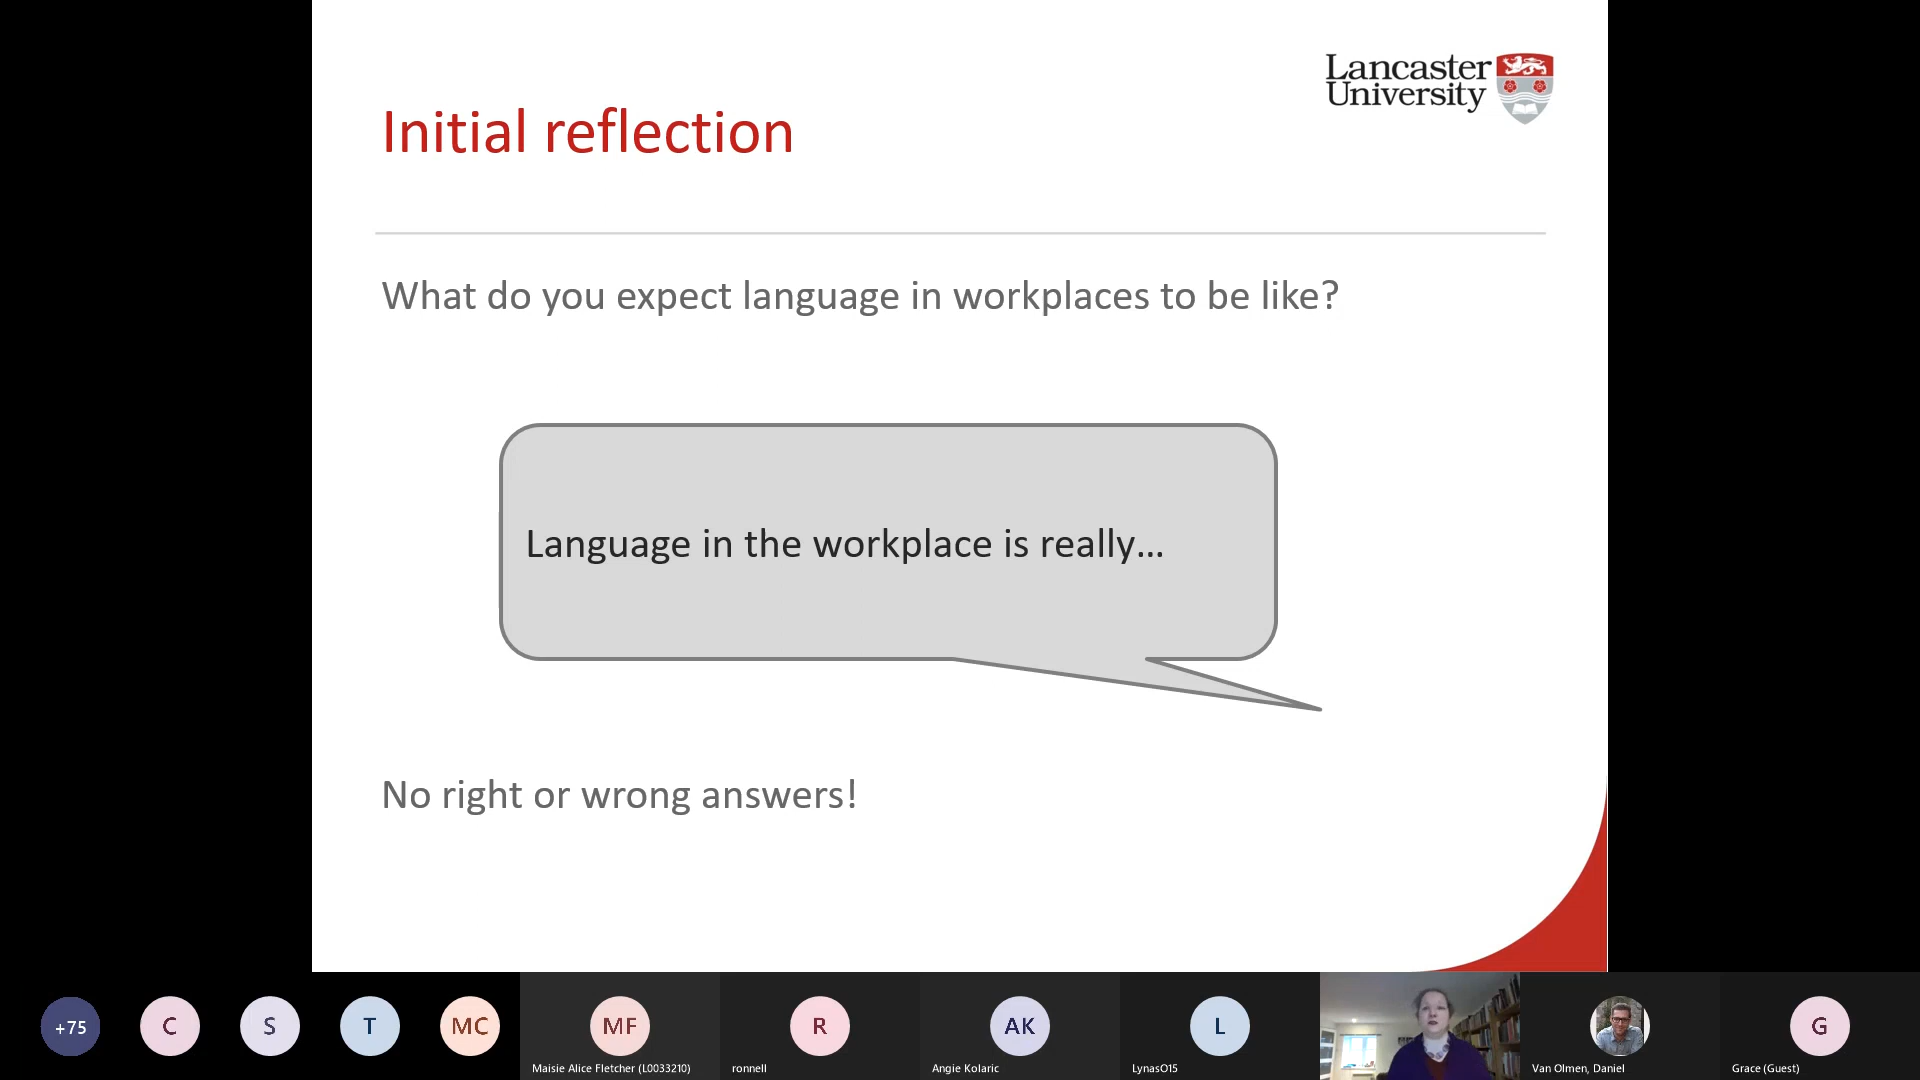 Lancaster
University
Initial reflection
What do you expect language in workplaces to be like?
Language in the workplace is really...
No right or wrong answers!
+75
C
S
T
MC
MF
R
AK
L
G
Maisie Alice Fletcher (L0033210)
ronnell
Angie Kolaric
LynasO15
Van Olmen, Daniel
Grace (Guest)